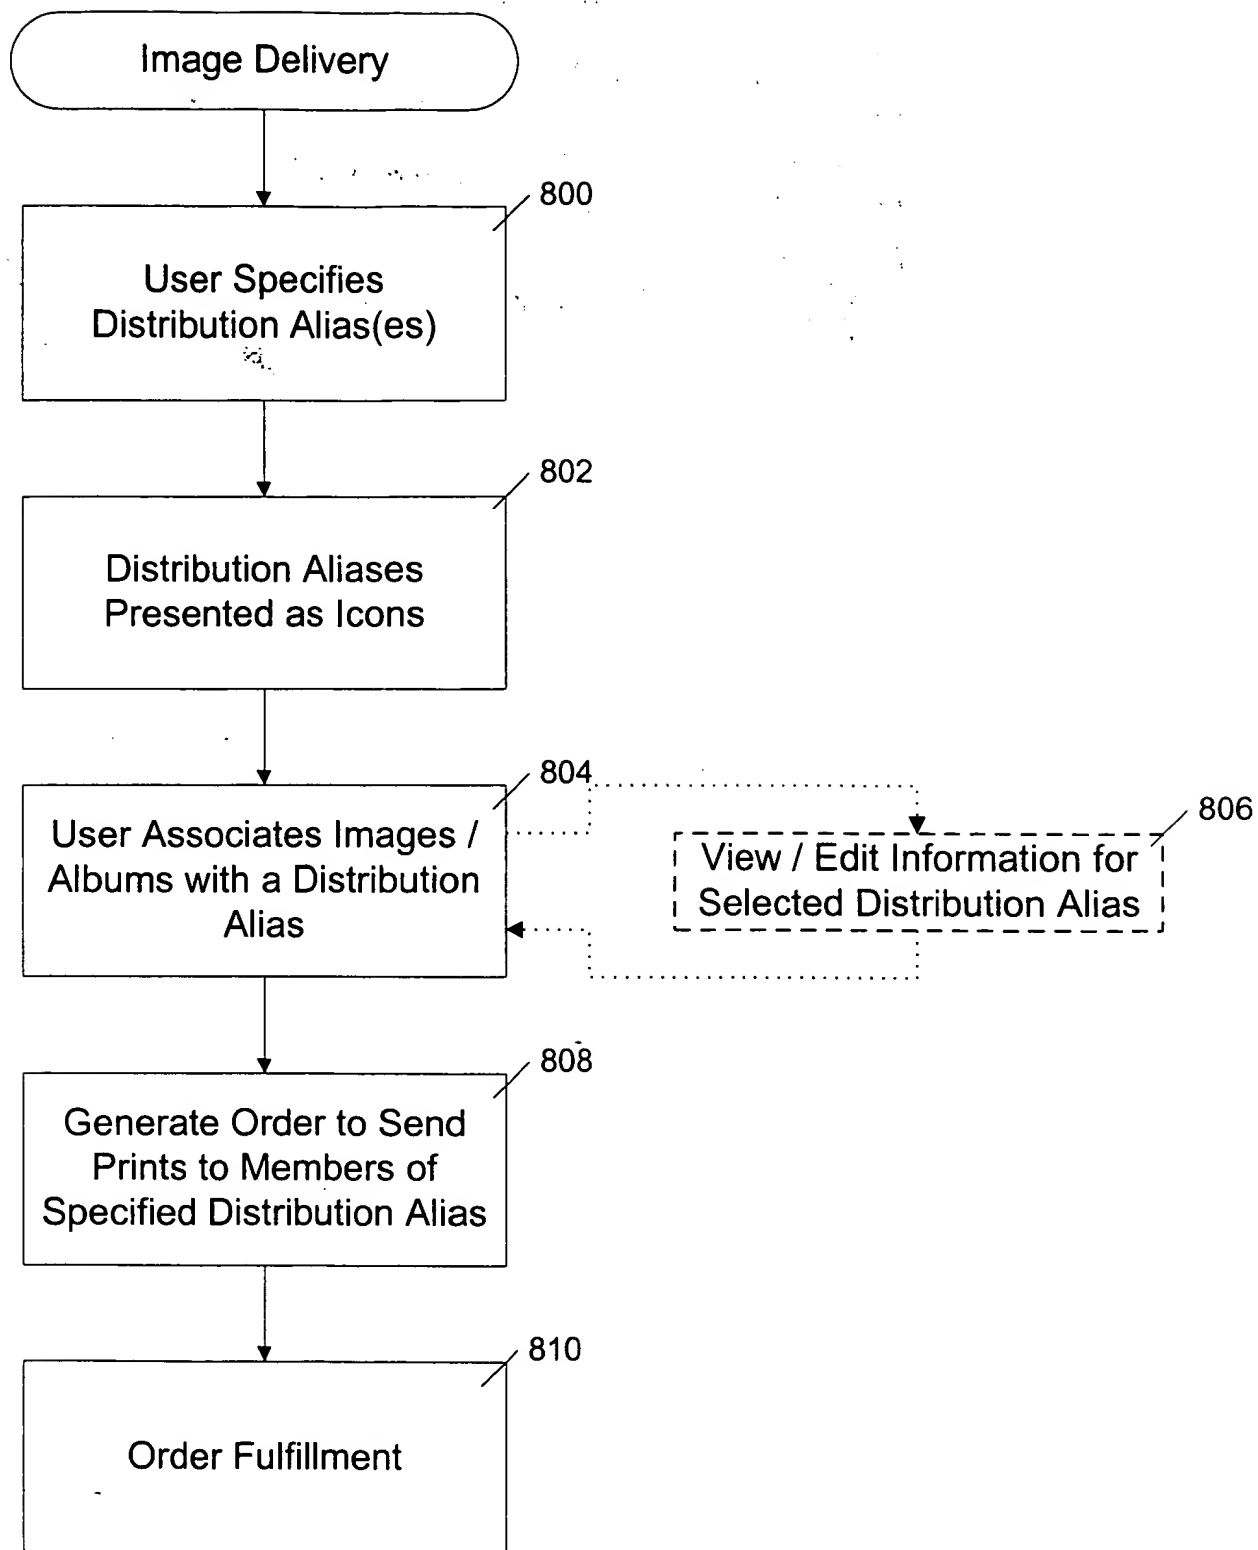 Image Delivery
800
User Specifies
Distribution Alias(es)
802
Distribution Aliases
Presented as Icons
804
User Associates Images /
Albums with a Distribution
Alias
806
View / Edit Information for
Selected Distribution Alias
808
Generate Order to Send
Prints to Members of
Specified Distribution Alias
810
Order Fulfillment